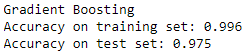 Gradient Boosting
Accuracy on training set: 0.996
Accuracy on test set: 0.975